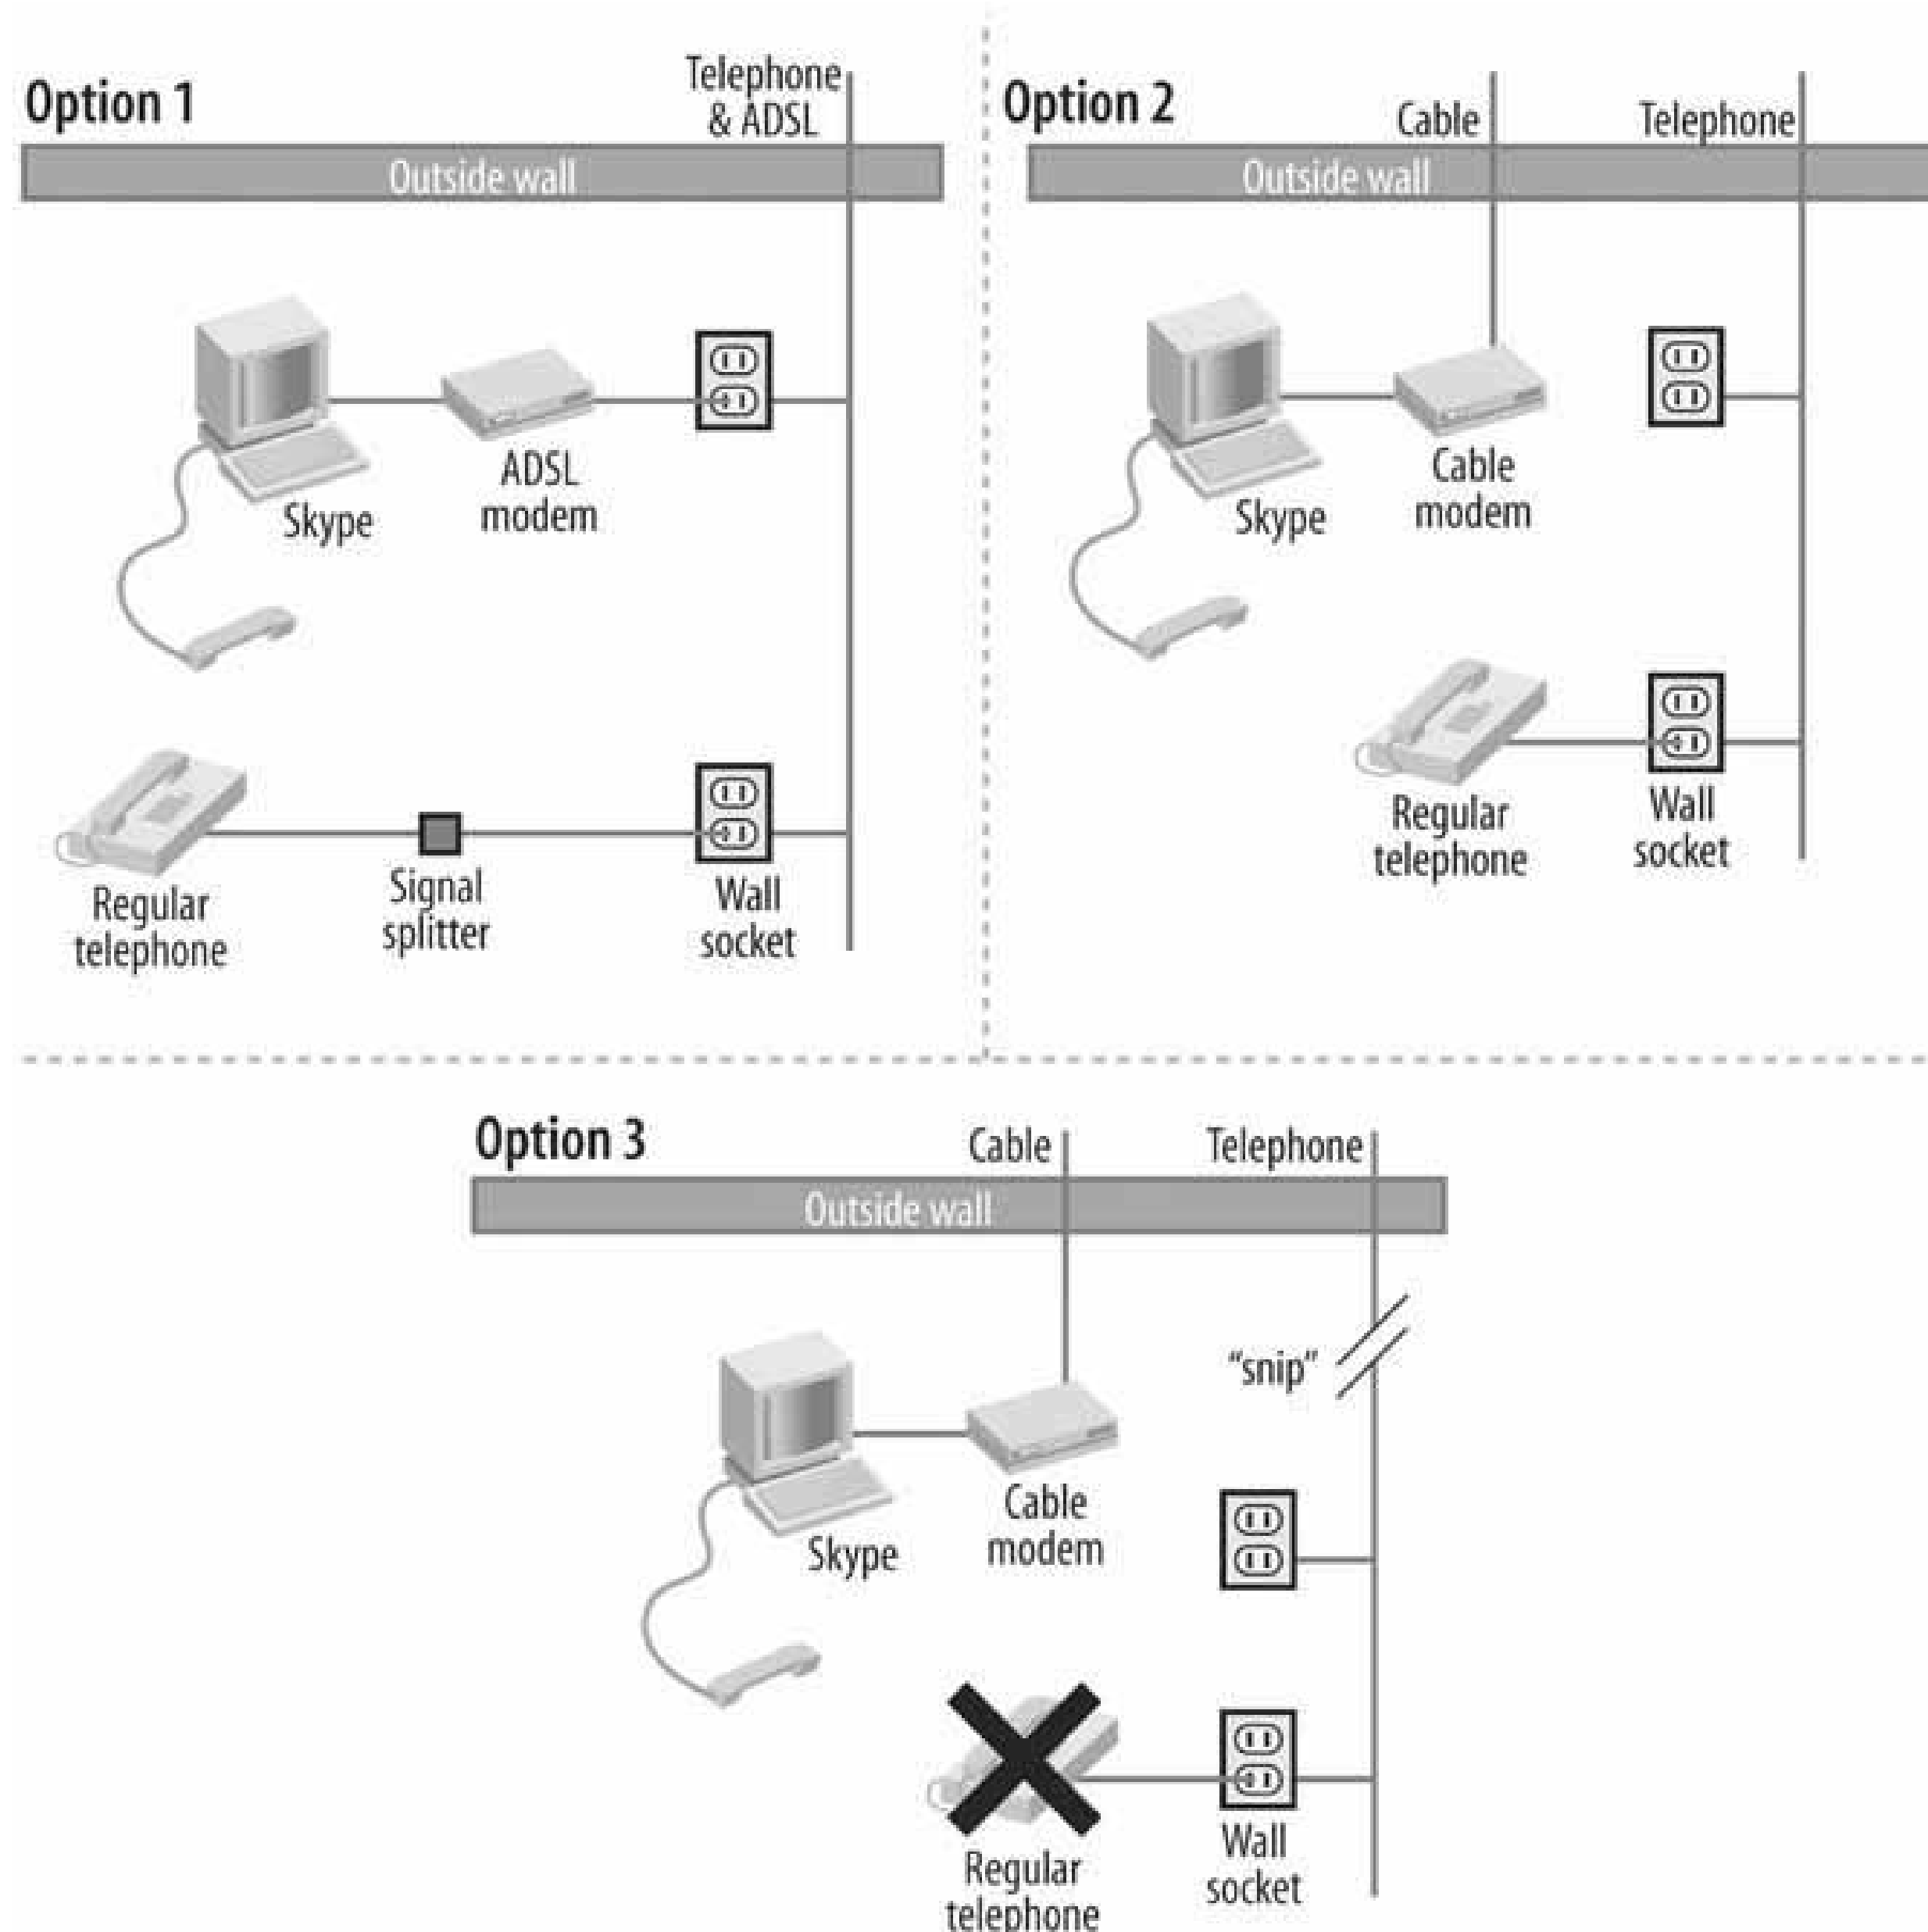 Option 1
Telephone
& ADSL
Outside wall
Skype
ADSL
modem
Regular
telephone
Signal
splitter
Wall
socket
Option 2
Cable
Telephone
Outside wall
Skype
Cable
modem
Regular
telephone
Wall
socket
Option 3
Cable
Telephone
Outside wall
"snip"
Skype
Cable
modem
Regular
telephone
Wall
socket